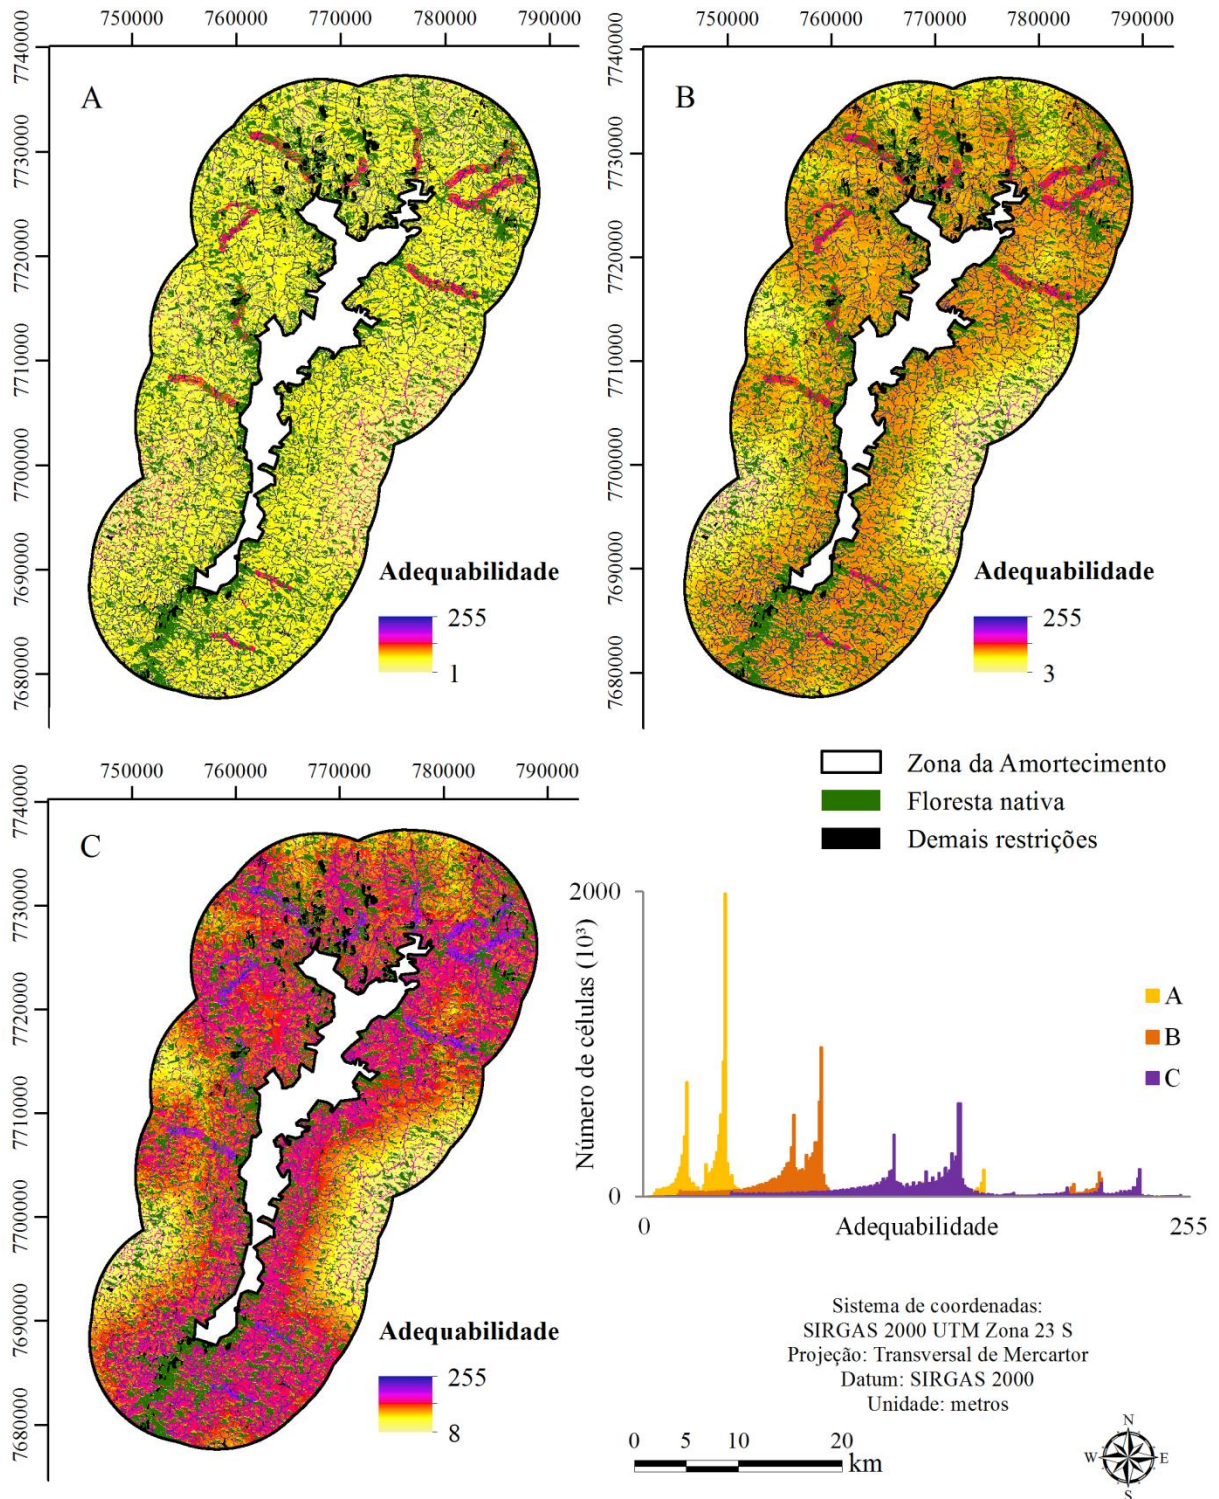 750000 760000 770000 780000 790000
7740000
7730000
7720000
7710000
7700000
7690000
7680000
A
Adequabilidade
255
1
750000 760000 770000 780000 790000
7740000
7730000
7720000
7710000
7700000
7690000
7680000
B
Adequabilidade
255
3
750000 760000 770000 780000 790000
7740000
7730000
7720000
7710000
7700000
7690000
7680000
C
Adequabilidade
255
8
Zona da Amortecimento
Floresta nativa
Demais restrições
2000
Número de células (10³)
0
A
B
C
0 Adequabilidade 255
Sistema de coordenadas:
SIRGAS 2000 UTM Zona 23 S
Projeção: Transversal de Mercartor
Datum: SIRGAS 2000
Unidade: metros
0 5 10 20
km
N
W E
S